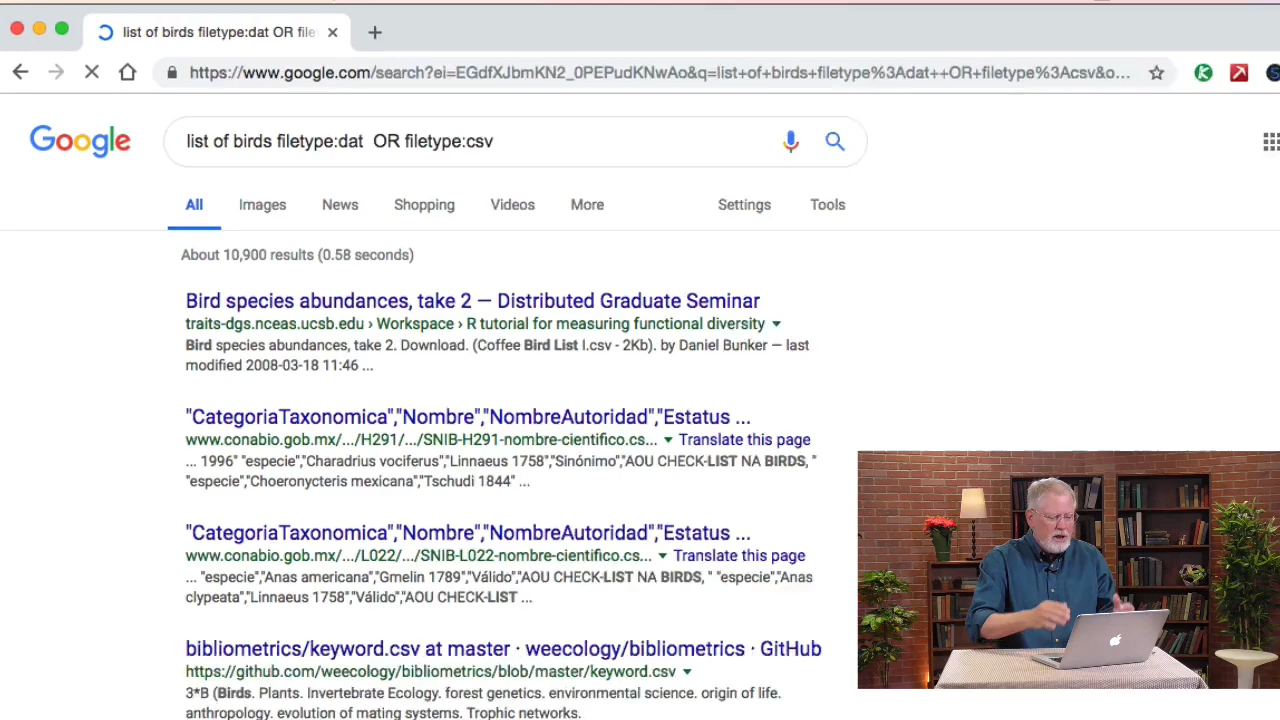 list of birds filetype:dat OR file
https://www.google.com/search?ei=EGdfXJbmKN2_0PEPudKNwAo&q=list+of+birds+filetype%3Adat++OR+filetype%3Acsv&o...
Google
list of birds filetype:dat  OR filetype:csv
All Images News Shopping Videos More Settings Tools
About 10,900 results (0.58 seconds)
Bird species abundances, take 2 — Distributed Graduate Seminar
traits-dgs.nceas.ucsb.edu › Workspace › R tutorial for measuring functional diversity
Bird species abundances, take 2. Download. (Coffee Bird List I.csv - 2Kb). by Daniel Bunker — last
modified 2008-03-18 11:46 ...
"CategoriaTaxonomica","Nombre","NombreAutoridad","Estatus ...
www.conabio.gob.mx/.../H291/.../SNIB-H291-nombre-cientifico.cs... Translate this page
... 1996" "especie","Charadrius vociferus","Linnaeus 1758","Sinónimo","AOU CHECK-LIST NA BIRDS, "
"especie","Choeronycteris mexicana","Tschudi 1844" ...
"CategoriaTaxonomica","Nombre","NombreAutoridad","Estatus ...
www.conabio.gob.mx/.../L022/.../SNIB-L022-nombre-cientifico.cs... Translate this page
... "especie","Anas americana","Gmelin 1789","Válido","AOU CHECK-LIST NA BIRDS, " "especie","Anas
clypeata","Linnaeus 1758","Válido","AOU CHECK-LIST ...
bibliometrics/keyword.csv at master · weecology/bibliometrics · GitHub
https://github.com/weecology/bibliometrics/blob/master/keyword.csv
3*B (Birds. Plants. Invertebrate Ecology. forest genetics. environmental science. origin of life.
anthropology. evolution of mating systems. Trophic networks.